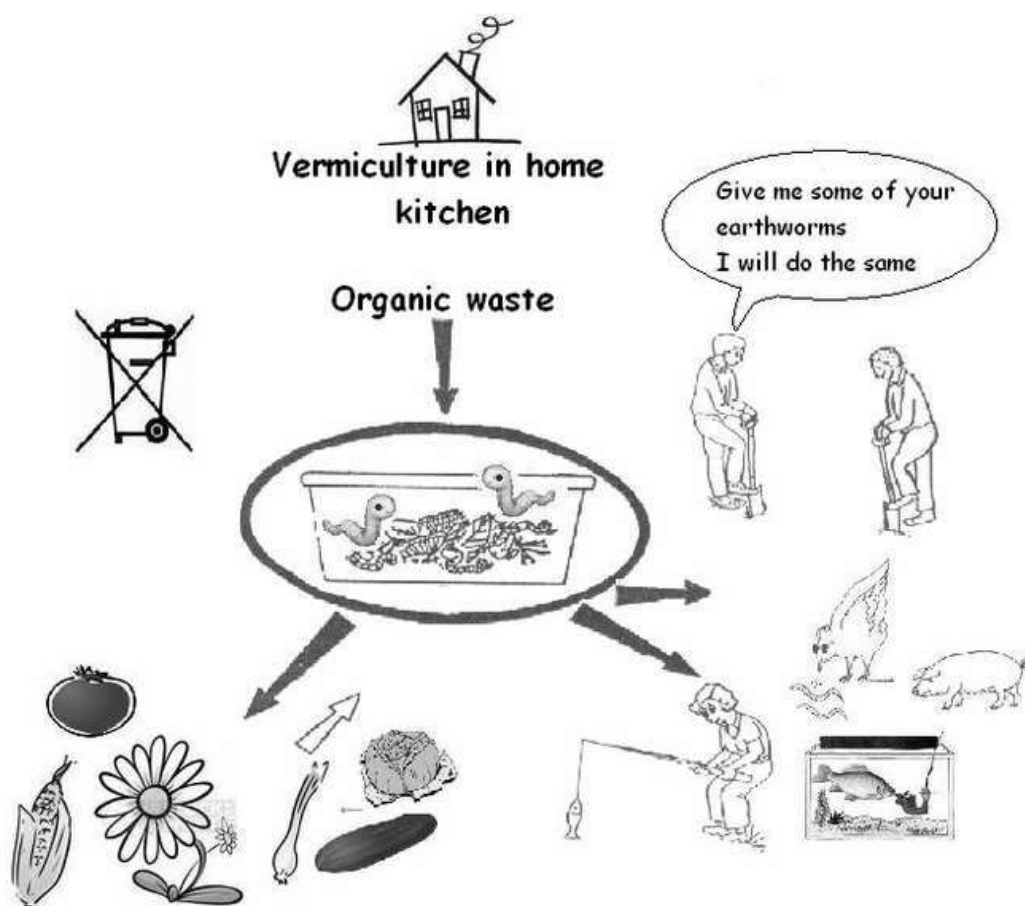 Vermiculture in home
kitchen
Give me some of your
earthworms
I will do the same
Organic waste